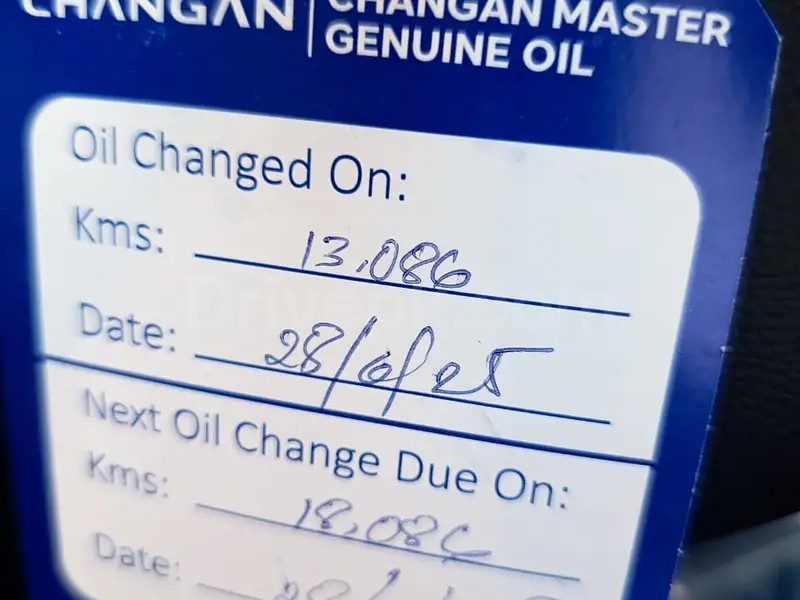 CHANGAN
CHANGAN MASTER
GENUINE OIL
Oil Changed On:
Kms: 13,086
Date: 28/6/25
Next Oil Change Due On:
Kms: 18,086
Date: 28/